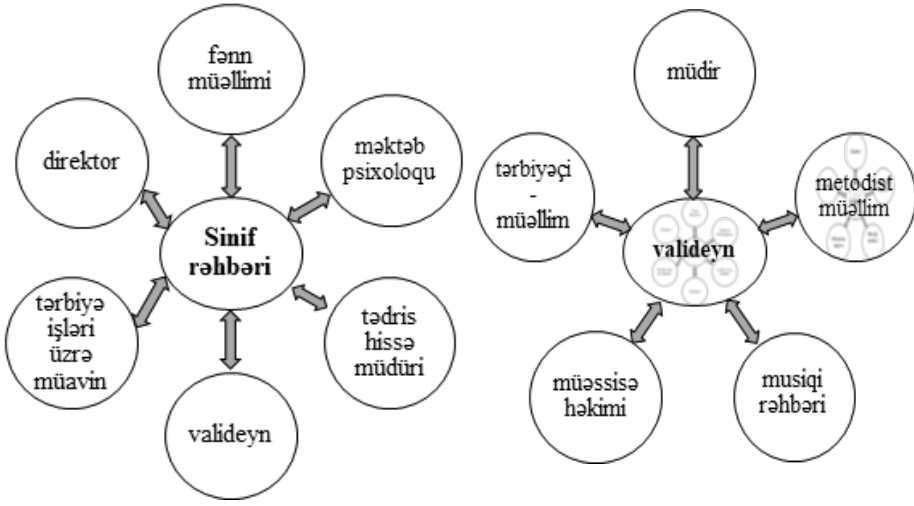 fənn
müəllimi
direktor
məktəb
psixoloqu
Sinif
rəhbəri
tərbiyə
işləri
üzrə
müavin
tədris
hissə
müdürü
valideyn
müdir
tərbiyəçi
-
müəllim
metodist
müəllim
valideyn
müəssisə
həkimi
musiqi
rəhbəri